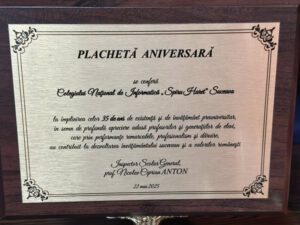 PLACHETĂ ANIVERSARĂ
se conferă
Colegiului Național de Informatică „Spiru Haret” Suceava
la împlinirea celor 35 de ani de existență și de învățământ preuniversitar,
în semn de profundă apreciere adusă profesorilor și generațiilor de elevi,
care prin performanțe remarcabile, profesionalism și dăruire,
au contribuit la dezvoltarea învățământului sucevean și a valorilor românești
Inspector Școlar General,
prof. Nicolae Ciprian ANTON
22 mai 2025